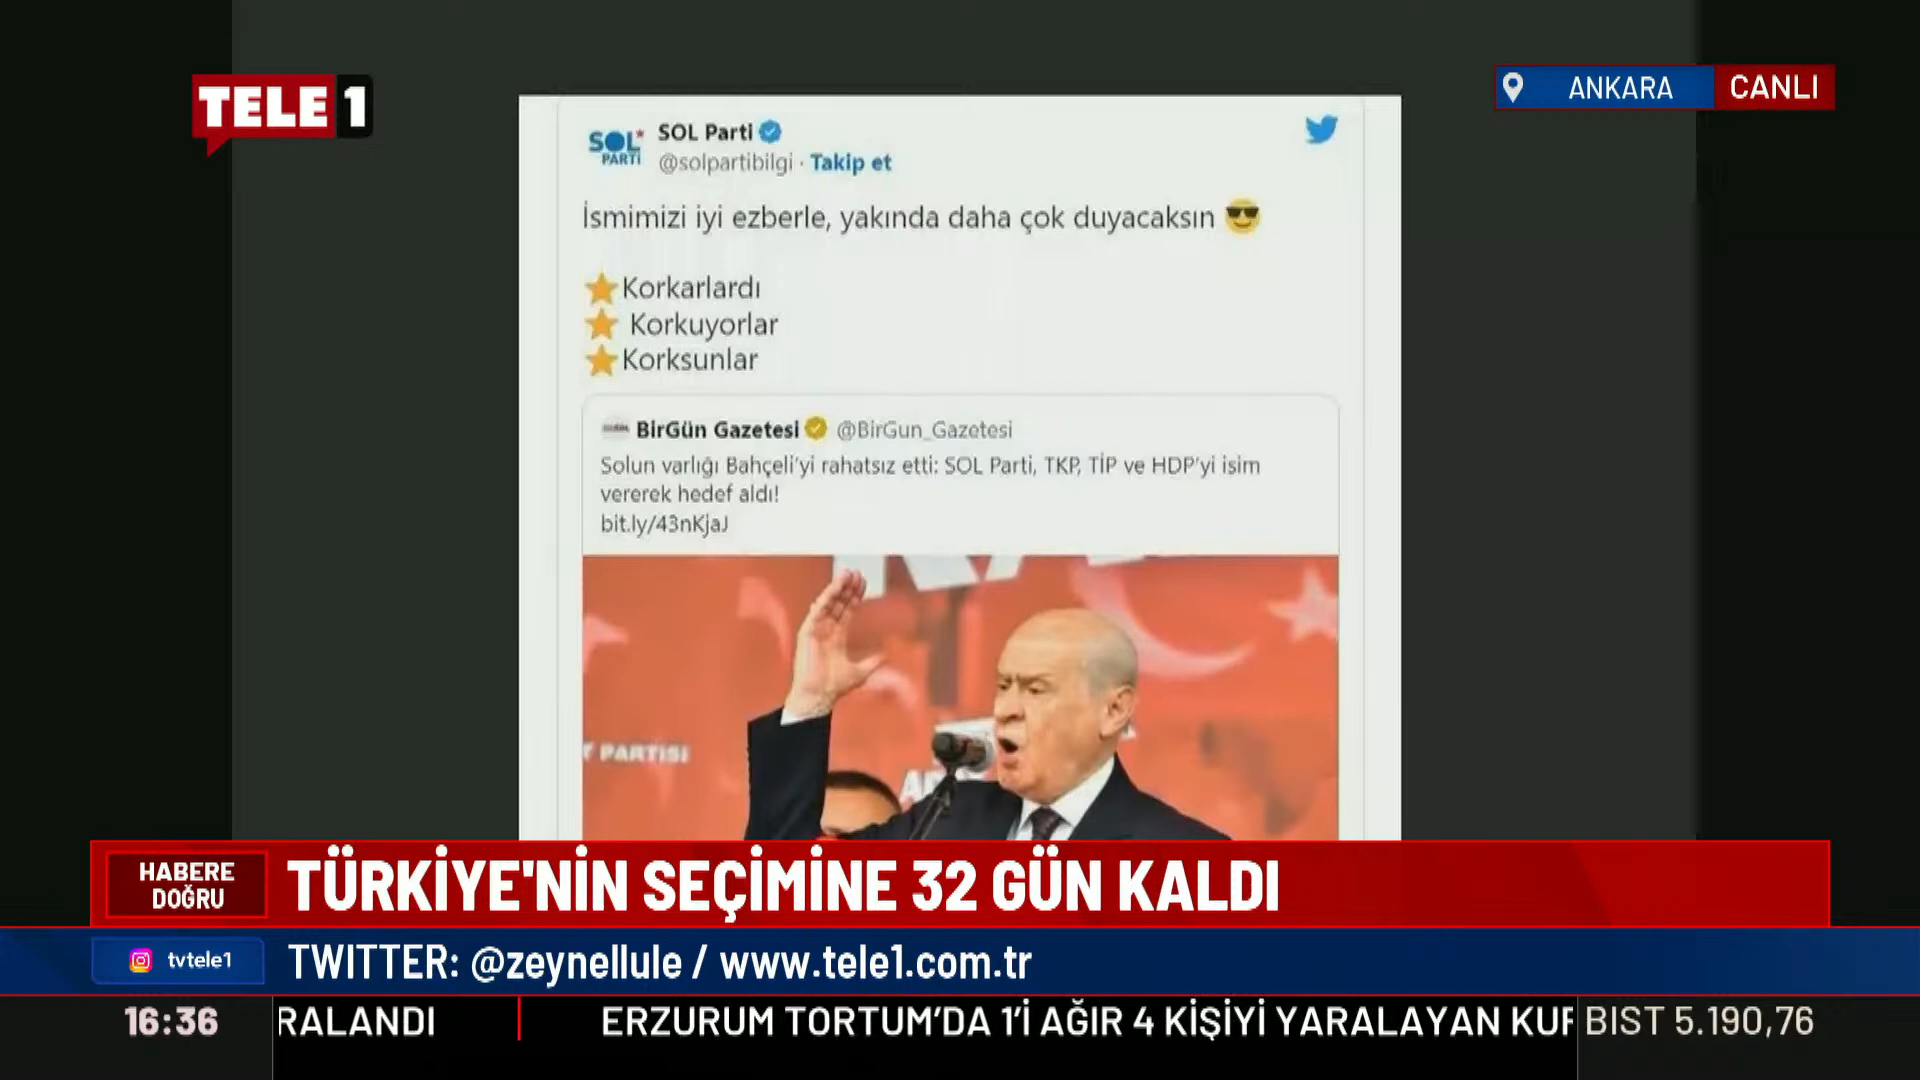 TELE 1
ANKARA
CANLI
SOL PARTİ
SOL Parti
@solpartibilgi · Takip et
İsmimizi iyi ezberle, yakında daha çok duyacaksın 😎
⭐Korkarlardı
⭐ Korkuyorlar
⭐Korksunlar
BirGün Gazetesi @BirGun_Gazetesi
Solun varlığı Bahçeli'yi rahatsız etti: SOL Parti, TKP, TİP ve HDP'yi isim
vererek hedef aldı!
bit.ly/43nKjaJ
T PARTİSİ
HABERE
DOĞRU
TÜRKİYE'NİN SEÇİMİNE 32 GÜN KALDI
tvtele1
TWITTER: @zeynellule / www.tele1.com.tr
16:36
RALANDI
ERZURUM TORTUM'DA 1'İ AĞIR 4 KİŞİYİ YARALAYAN KUR
BIST 5.190,76